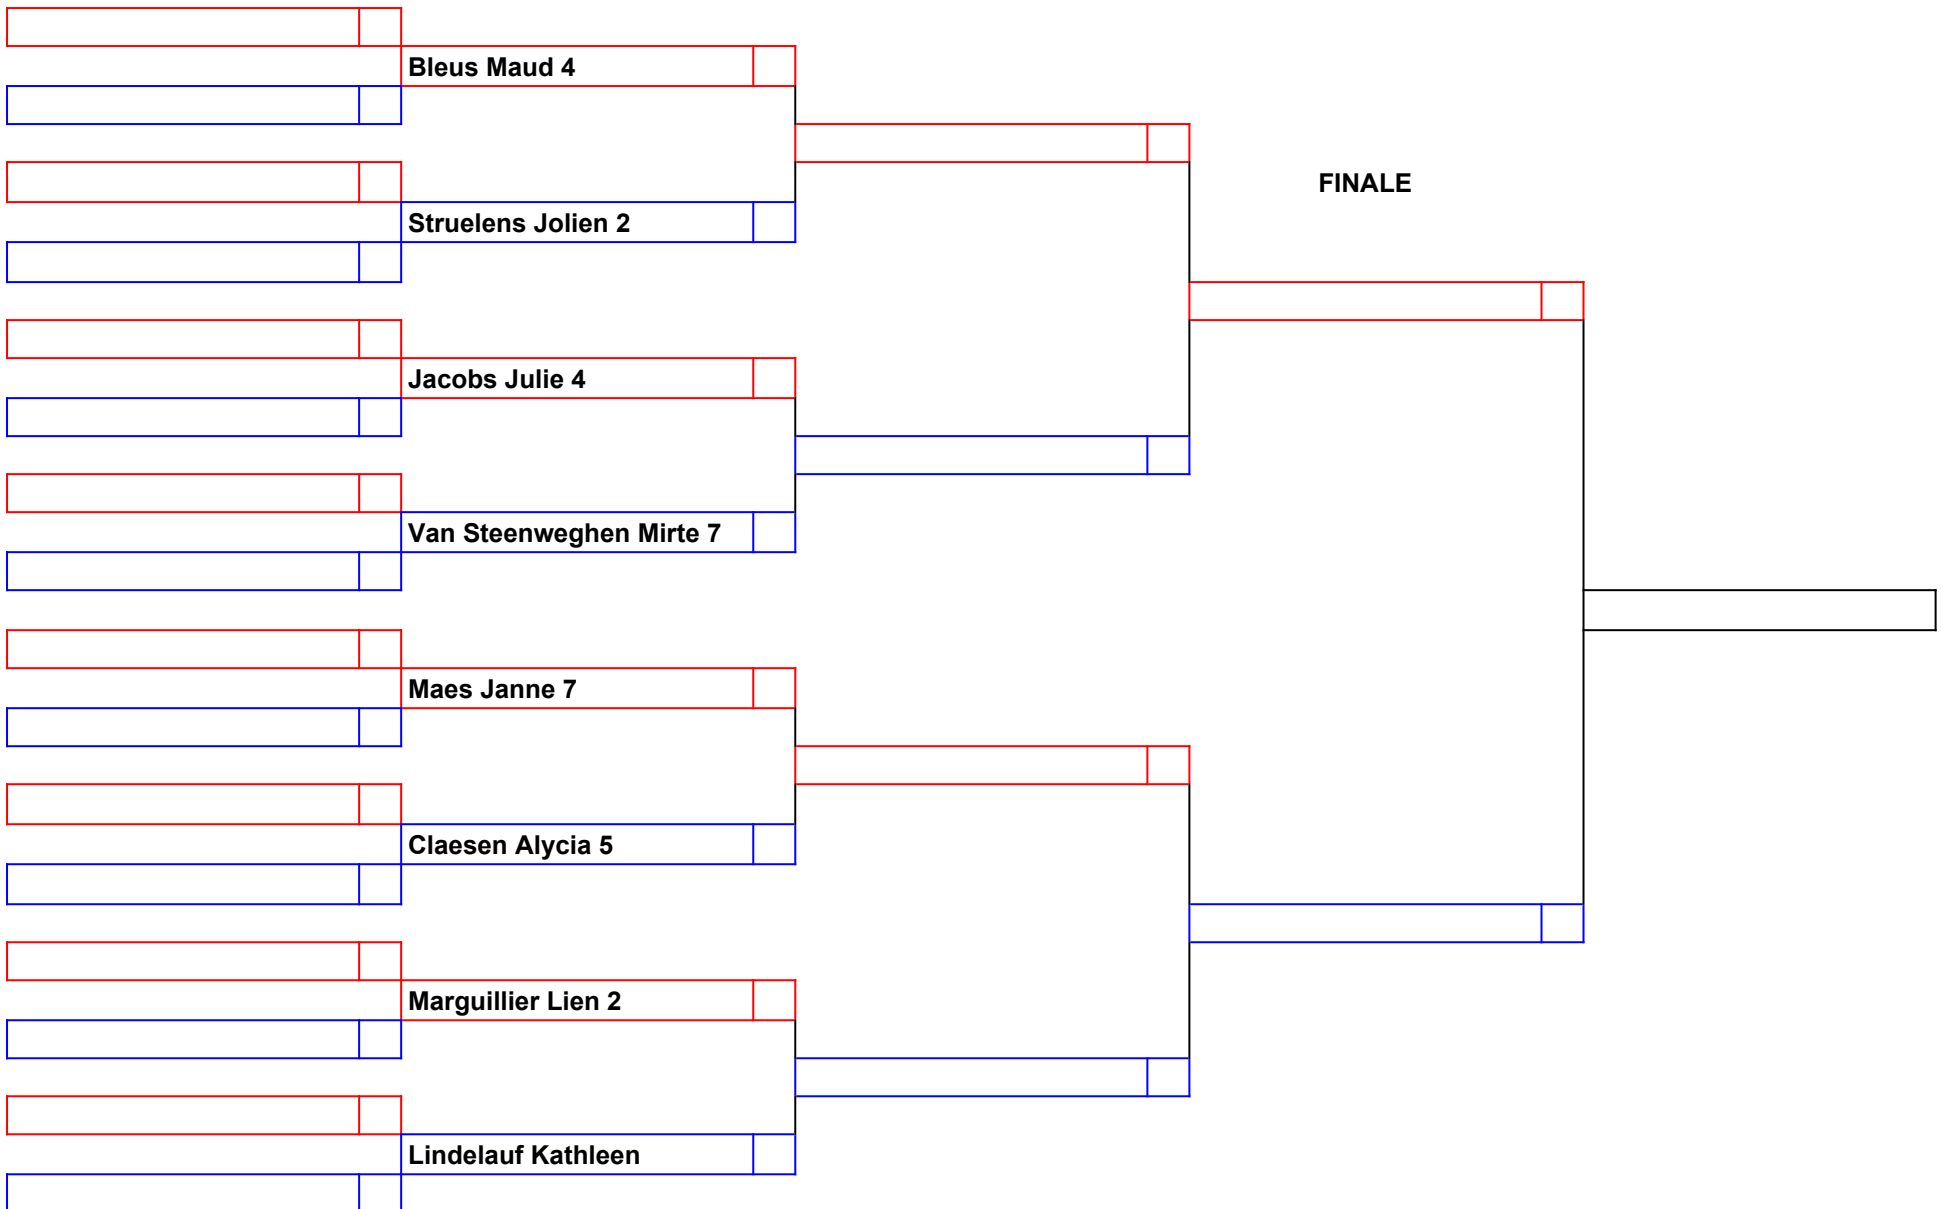 Bleus Maud 4
FINALE
Struelens Jolien 2
Jacobs Julie 4
Van Steenweghen Mirte 7
Maes Janne 7
Claesen Alycia 5
Marguillier Lien 2
Lindelauf Kathleen